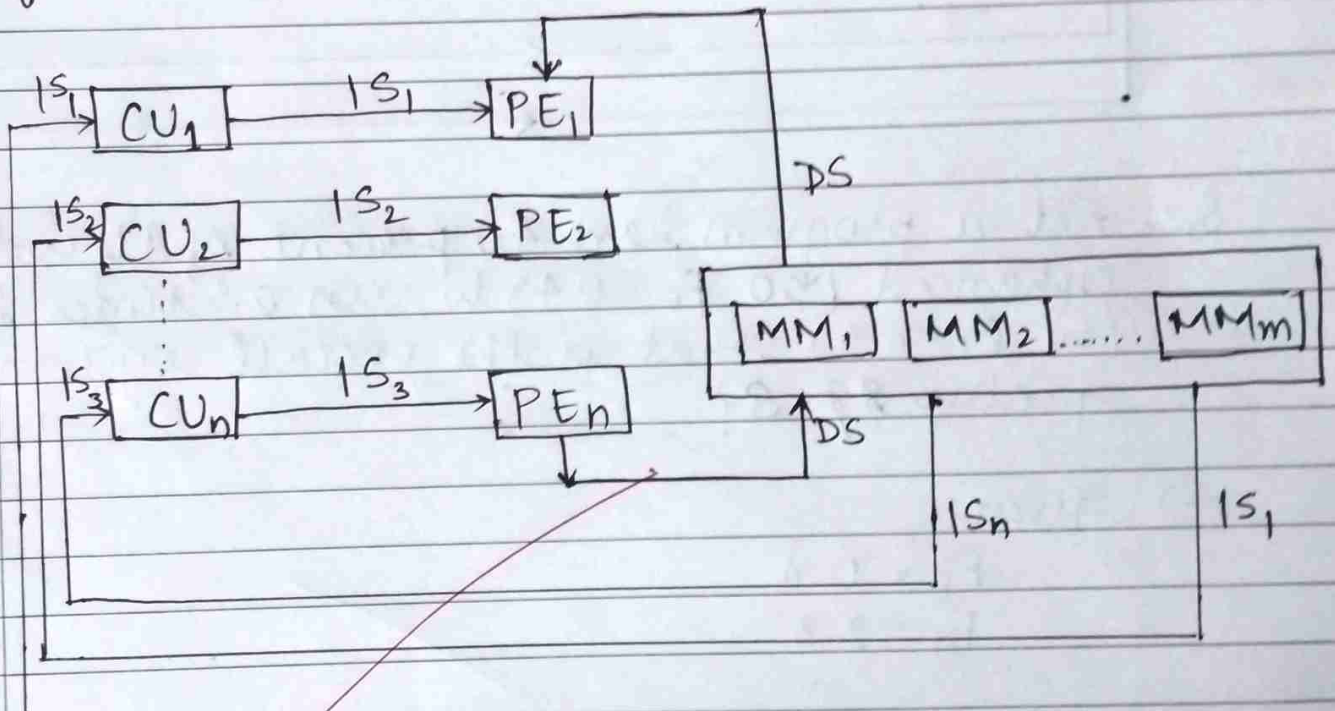 IS₁ CU₁ IS₁ PE₁
DS
IS₂ CU₂ IS₂ PE₂
MM₁ MM₂ ...... MMm
IS₃ CUn IS₃ PEn
DS
ISn IS₁